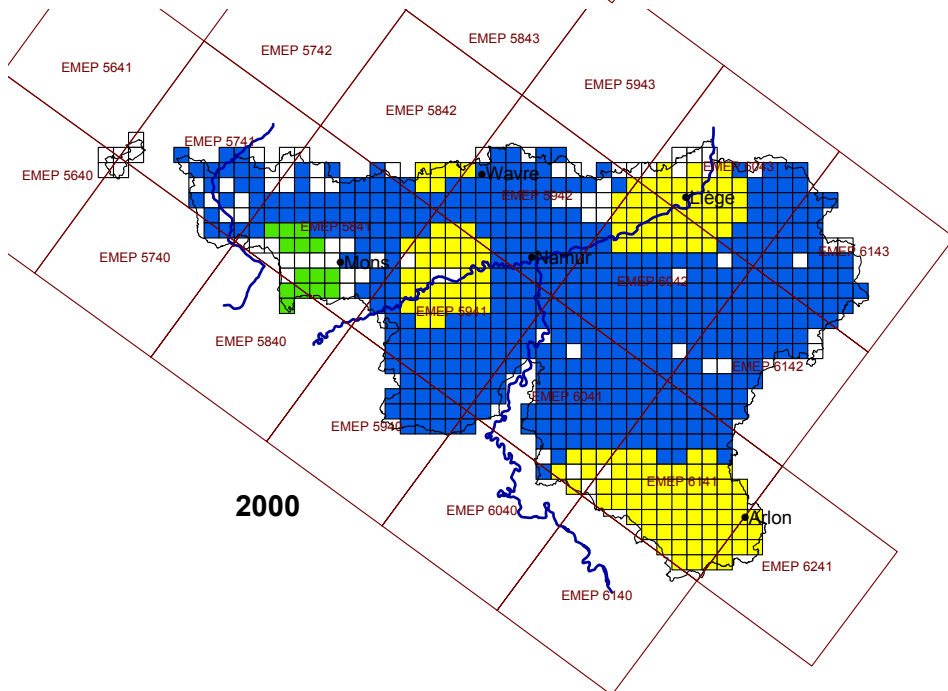 EMEP 5843
EMEP 5742
EMEP 5641
EMEP 5943
EMEP 5842
EMEP 5741
EMEP 6043
EMEP 5640
Wavre
EMEP 5942
Liège
EMEP 5841
EMEP 6143
EMEP 5740
Mons
Namur
EMEP 6042
EMEP 5941
EMEP 5840
EMEP 6142
EMEP 6041
EMEP 5940
EMEP 6141
2000
EMEP 6040
Arlon
EMEP 6241
EMEP 6140